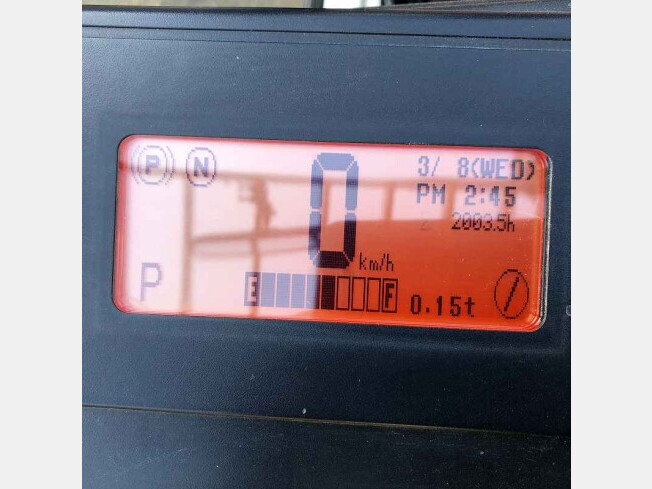 (P) N
3/ 8(WED)
PM 2:45
2003.5h
0
km/h
P
E F 0.15t